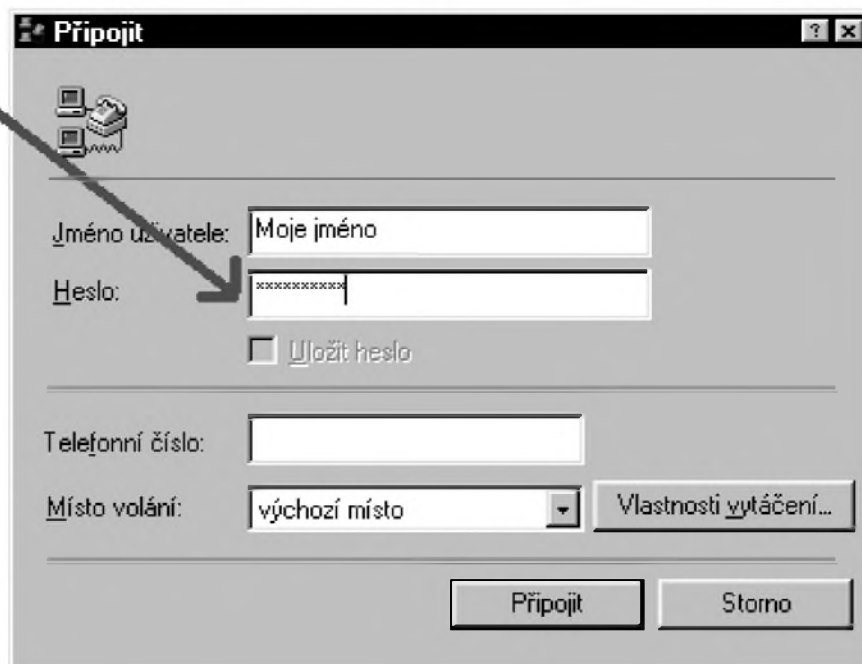 Připojit
Jméno uživatele: Moje jméno
Heslo: **********
Uložit heslo
Telefonní číslo:
Místo volání: výchozí místo Vlastnosti vytáčení...
Připojit Storno